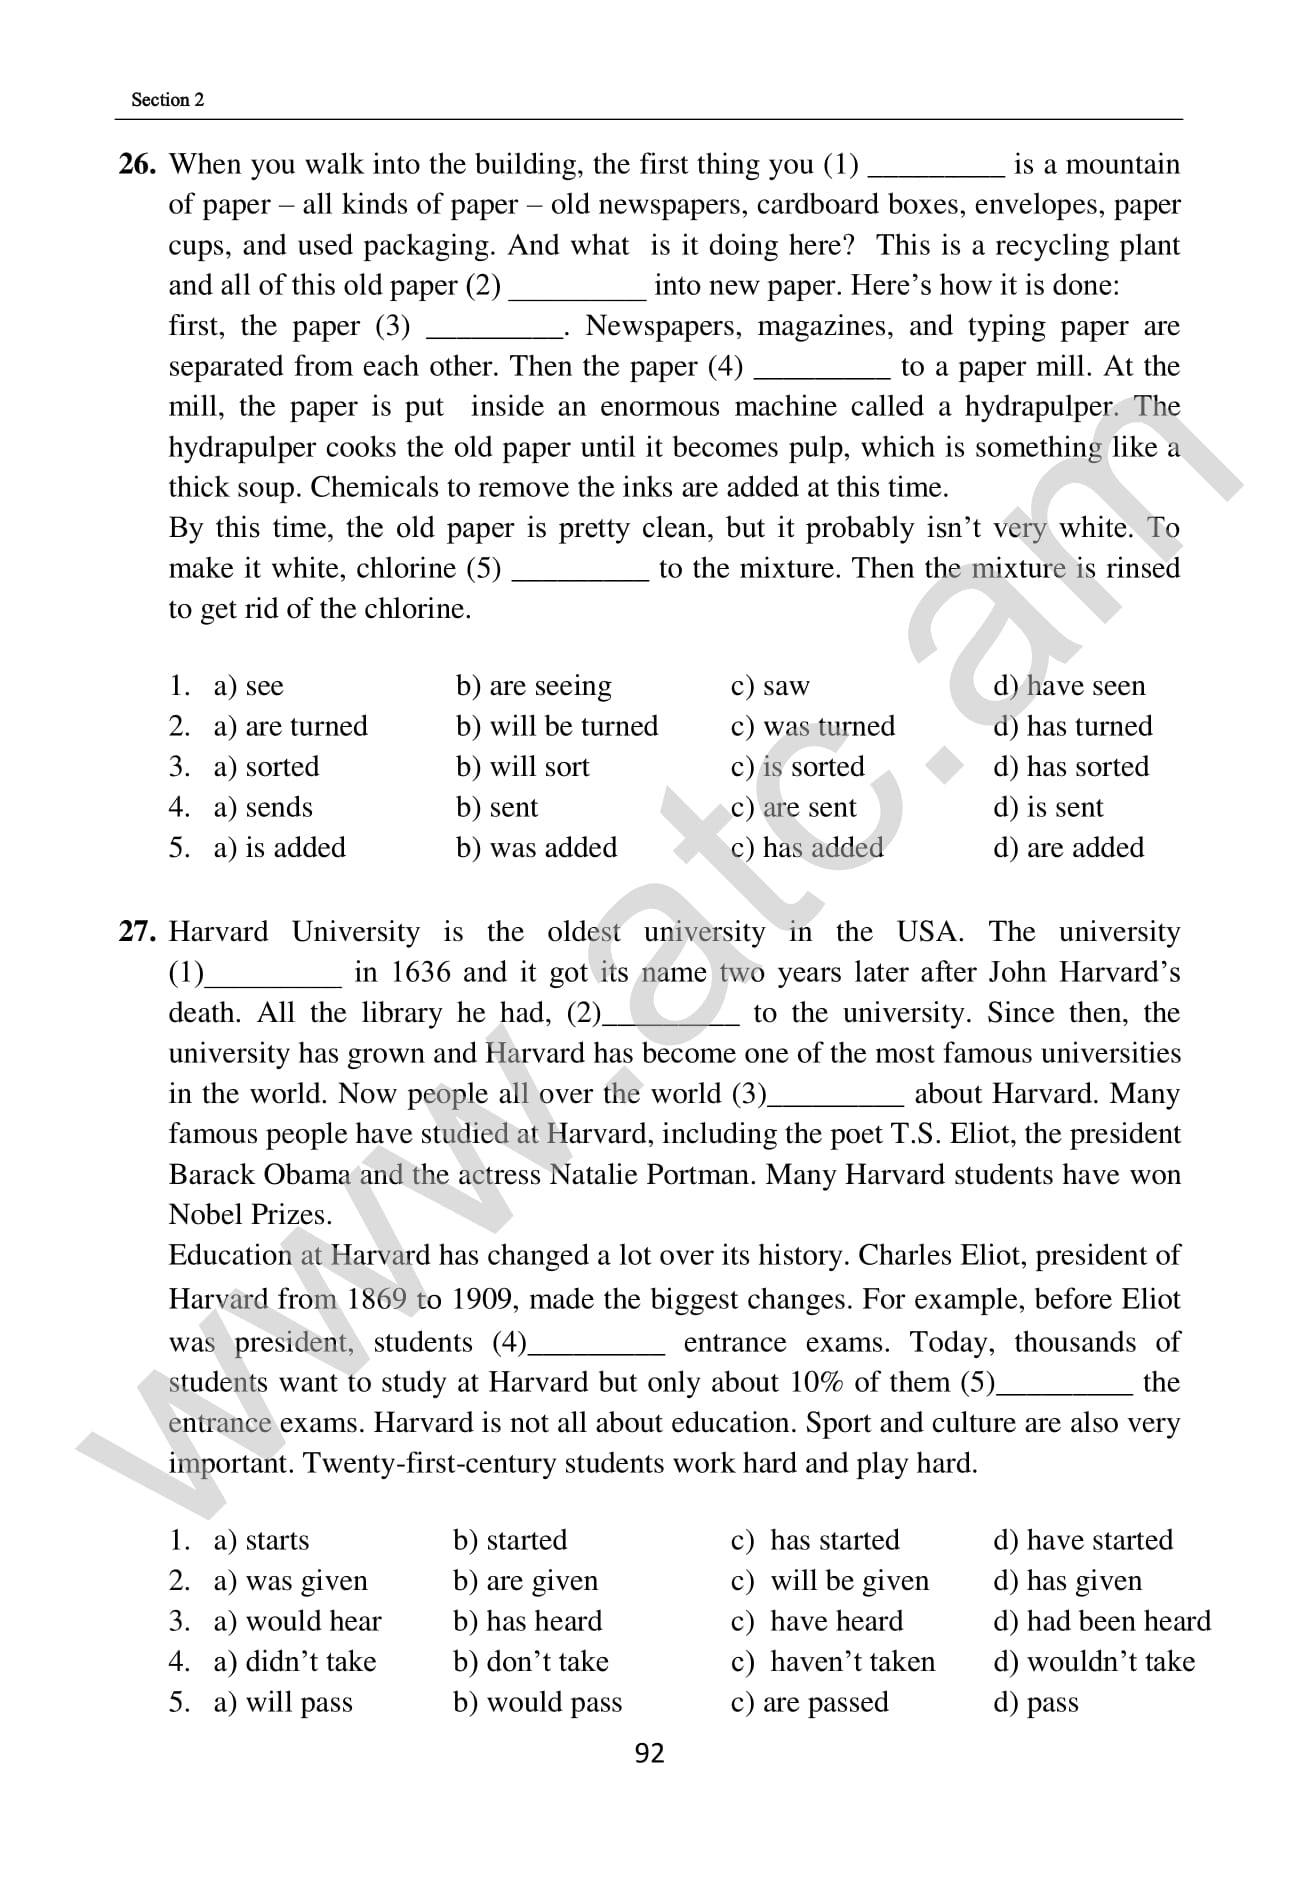 Section 2
26. When you walk into the building, the first thing you (1) _________ is a mountain
of paper – all kinds of paper – old newspapers, cardboard boxes, envelopes, paper
cups, and used packaging. And what is it doing here? This is a recycling plant
and all of this old paper (2) _________ into new paper. Here’s how it is done:
first, the paper (3) _________. Newspapers, magazines, and typing paper are
separated from each other. Then the paper (4) _________ to a paper mill. At the
mill, the paper is put inside an enormous machine called a hydrapulper. The
hydrapulper cooks the old paper until it becomes pulp, which is something like a
thick soup. Chemicals to remove the inks are added at this time.
By this time, the old paper is pretty clean, but it probably isn’t very white. To
make it white, chlorine (5) _________ to the mixture. Then the mixture is rinsed
to get rid of the chlorine.
1. a) see b) are seeing c) saw d) have seen
2. a) are turned b) will be turned c) was turned d) has turned
3. a) sorted b) will sort c) is sorted d) has sorted
4. a) sends b) sent c) are sent d) is sent
5. a) is added b) was added c) has added d) are added
27. Harvard University is the oldest university in the USA. The university
(1)_________ in 1636 and it got its name two years later after John Harvard’s
death. All the library he had, (2)_________ to the university. Since then, the
university has grown and Harvard has become one of the most famous universities
in the world. Now people all over the world (3)_________ about Harvard. Many
famous people have studied at Harvard, including the poet T.S. Eliot, the president
Barack Obama and the actress Natalie Portman. Many Harvard students have won
Nobel Prizes.
Education at Harvard has changed a lot over its history. Charles Eliot, president of
Harvard from 1869 to 1909, made the biggest changes. For example, before Eliot
was president, students (4)_________ entrance exams. Today, thousands of
students want to study at Harvard but only about 10% of them (5)_________ the
entrance exams. Harvard is not all about education. Sport and culture are also very
important. Twenty-first-century students work hard and play hard.
1. a) starts b) started c) has started d) have started
2. a) was given b) are given c) will be given d) has given
3. a) would hear b) has heard c) have heard d) had been heard
4. a) didn’t take b) don’t take c) haven’t taken d) wouldn’t take
5. a) will pass b) would pass c) are passed d) pass
92
www.atc.am